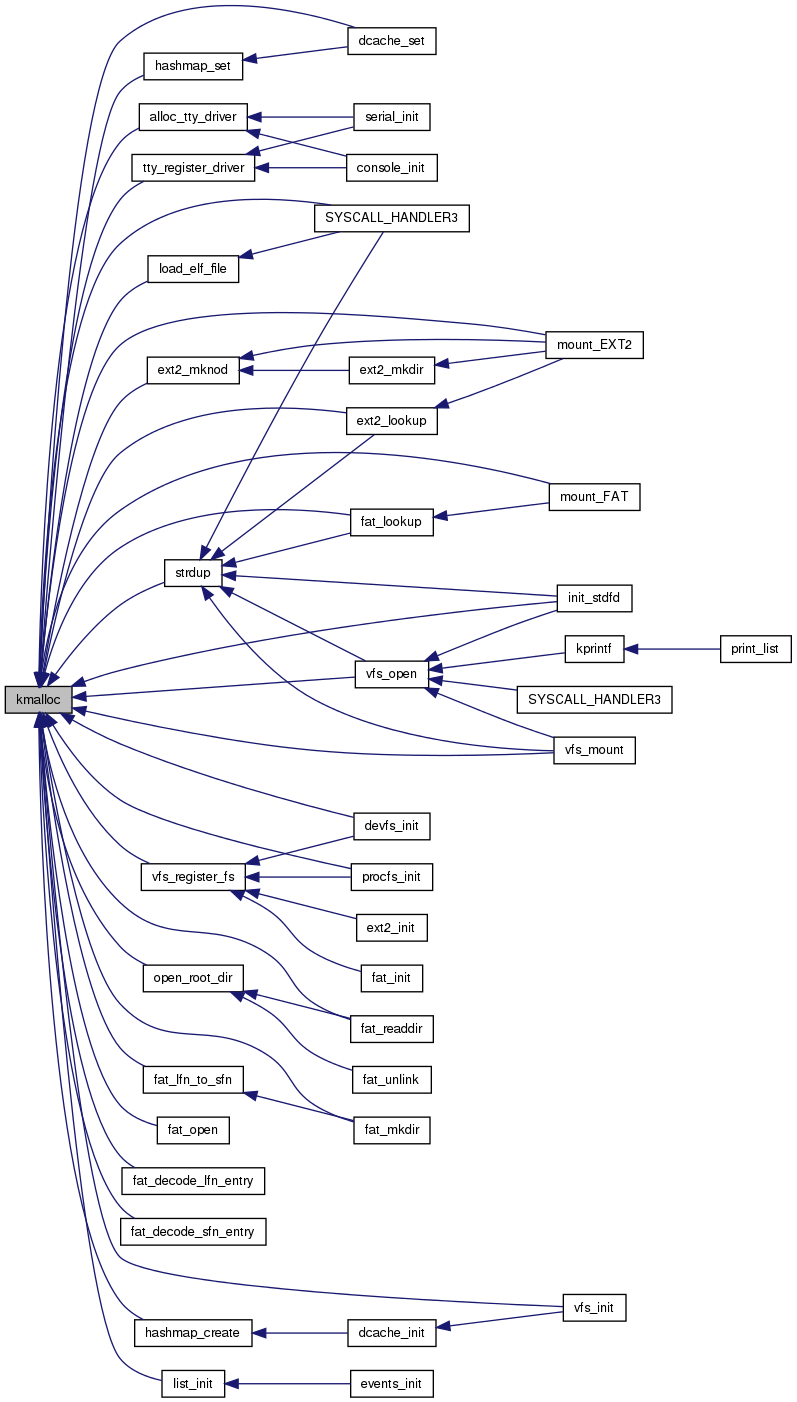 dcache_set
hashmap_set
alloc_tty_driver
serial_init
tty_register_driver
console_init
SYSCALL_HANDLER3
load_elf_file
mount_EXT2
ext2_mknod
ext2_mkdir
ext2_lookup
mount_FAT
fat_lookup
strdup
init_stdfd
kprintf
print_list
vfs_open
kmalloc
SYSCALL_HANDLER3
vfs_mount
devfs_init
vfs_register_fs
procfs_init
ext2_init
open_root_dir
fat_init
fat_readdir
fat_lfn_to_sfn
fat_unlink
fat_open
fat_mkdir
fat_decode_lfn_entry
fat_decode_sfn_entry
vfs_init
hashmap_create
dcache_init
list_init
events_init